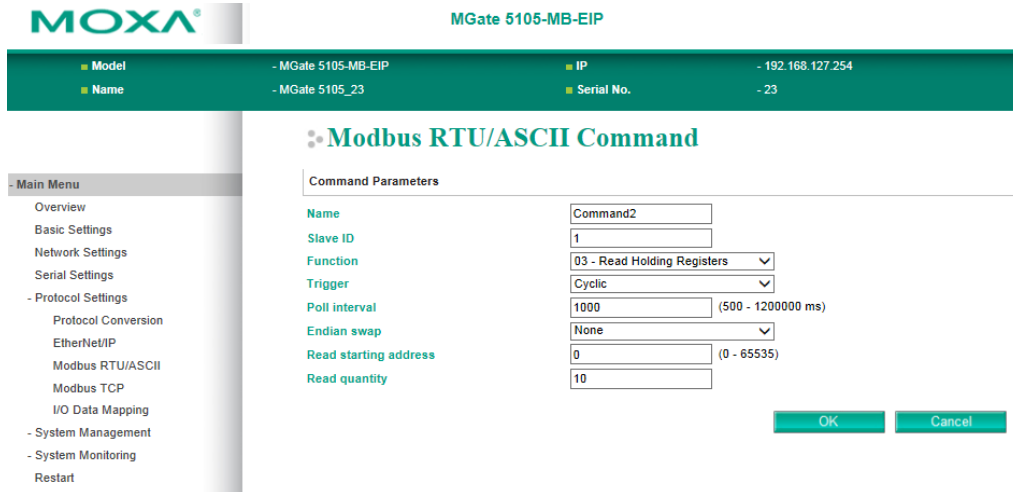 MOXA®
MGate 5105-MB-EIP
Model - MGate 5105-MB-EIP IP - 192.168.127.254
Name - MGate 5105_23 Serial No. - 23
Modbus RTU/ASCII Command
Command Parameters
- Main Menu
Overview
Basic Settings
Network Settings
Serial Settings
- Protocol Settings
Protocol Conversion
EtherNet/IP
Modbus RTU/ASCII
Modbus TCP
I/O Data Mapping
- System Management
- System Monitoring
Restart
Name Command2
Slave ID 1
Function 03 - Read Holding Registers
Trigger Cyclic
Poll interval 1000 (500 - 1200000 ms)
Endian swap None
Read starting address 0 (0 - 65535)
Read quantity 10
OK Cancel